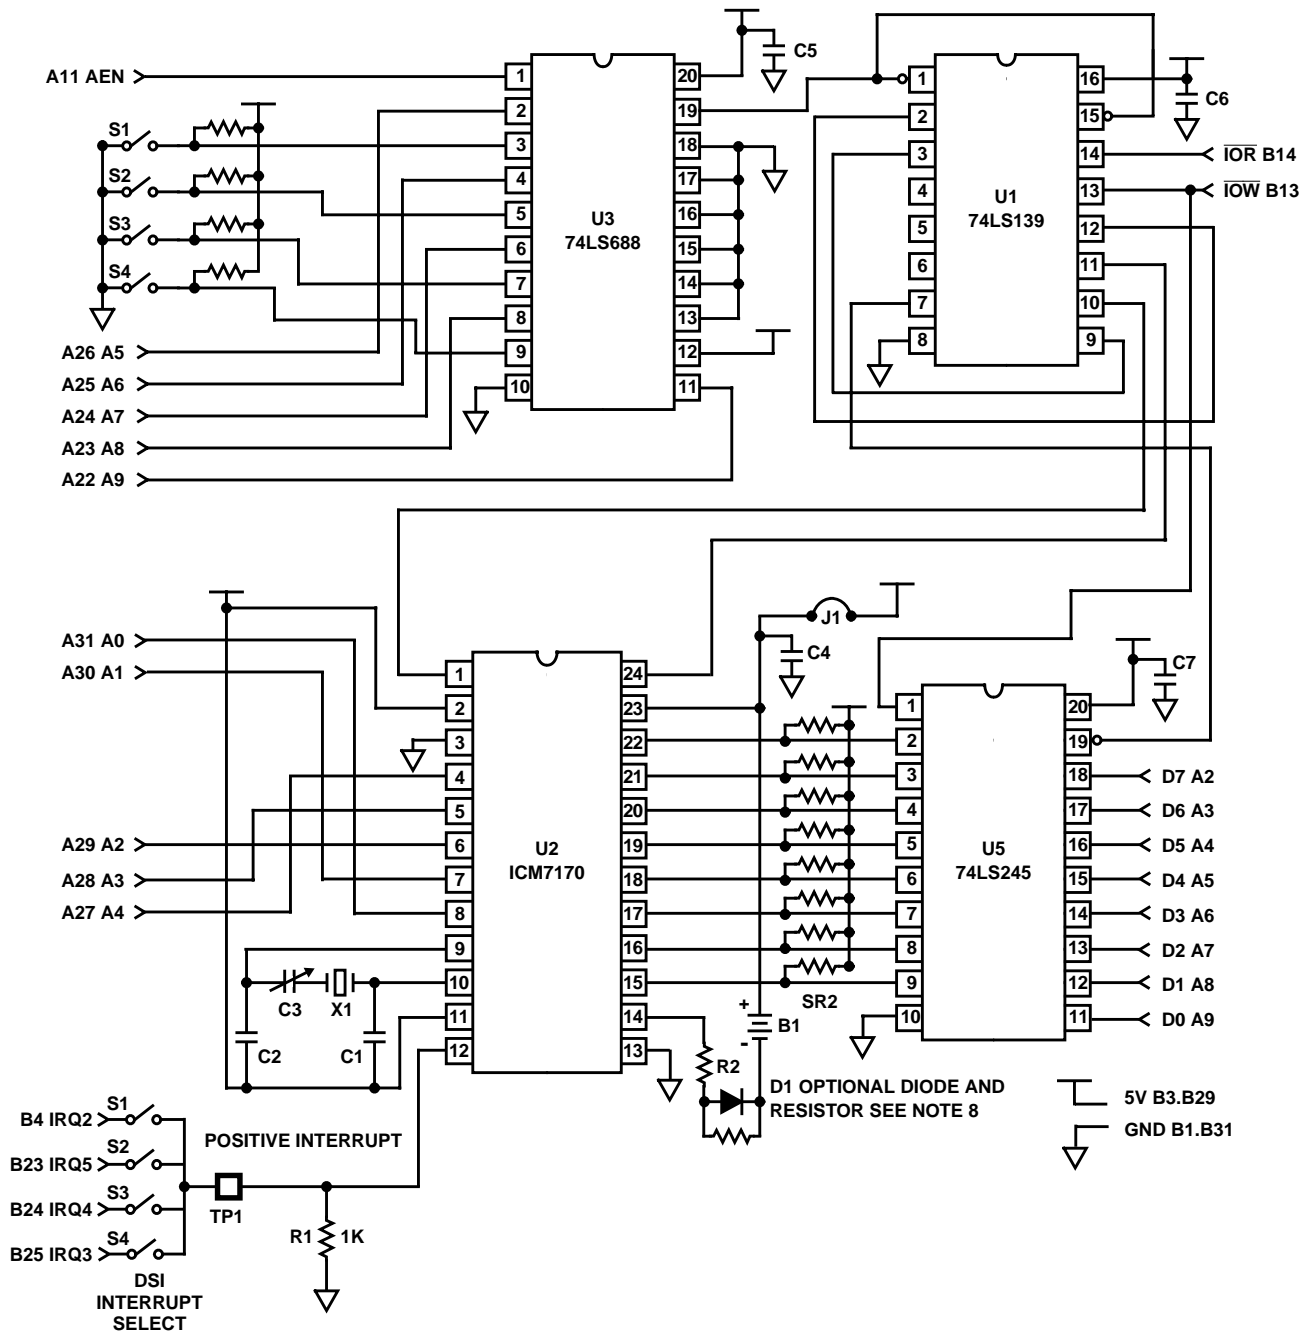 A11 AEN
S1
S2
S3
S4
A26 A5
A25 A6
A24 A7
A23 A8
A22 A9
1
2
3
4
5
6
7
8
9
10
U3
74LS688
20
19
18
17
16
15
14
13
12
11
C5
1
2
3
4
5
6
7
8
U1
74LS139
16
15
14
13
12
11
10
9
C6
IOR B14
IOW B13
A31 A0
A30 A1
A29 A2
A28 A3
A27 A4
C3
X1
C2
C1
1
2
3
4
5
6
7
8
9
10
11
12
U2
ICM7170
24
23
22
21
20
19
18
17
16
15
14
13
J1
C4
SR2
+
B1
-
R2
D1 OPTIONAL DIODE AND
RESISTOR SEE NOTE 8
1
2
3
4
5
6
7
8
9
10
U5
74LS245
20
19
18
17
16
15
14
13
12
11
C7
D7 A2
D6 A3
D5 A4
D4 A5
D3 A6
D2 A7
D1 A8
D0 A9
5V B3.B29
GND B1.B31
S1
B4 IRQ2
S2
B23 IRQ5
S3
B24 IRQ4
S4
B25 IRQ3
DSI
INTERRUPT
SELECT
POSITIVE INTERRUPT
TP1
R1 1K